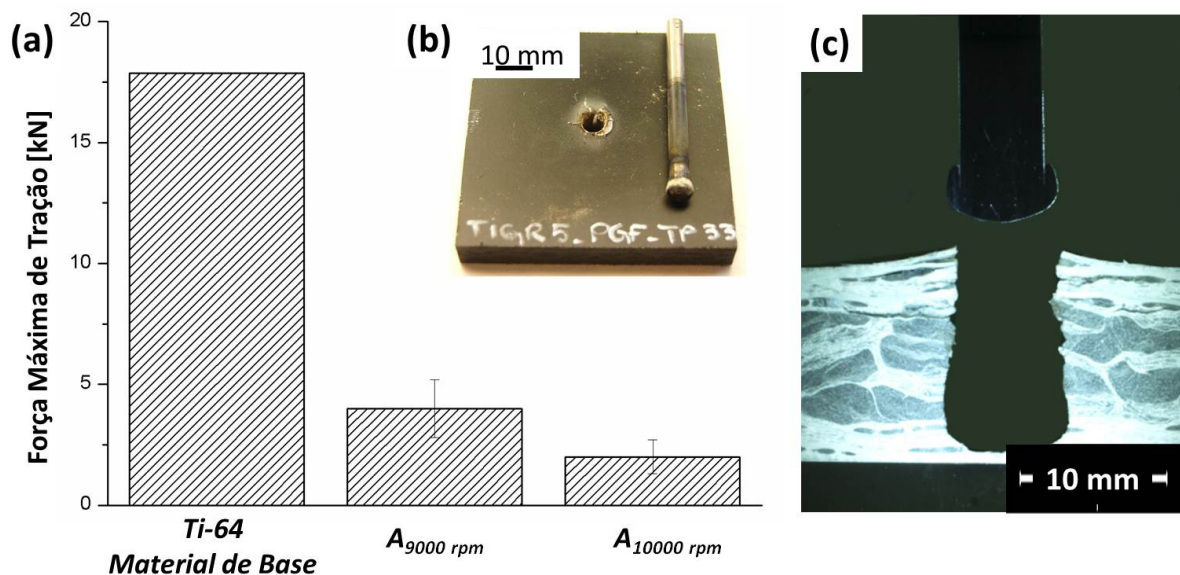 (a)
Força Máxima de Tração [kN]
20
15
10
5
0
Ti-64
Material de Base
A9000 rpm
A10000 rpm
(b)
10 mm
TiGR5_PGF_TP33
(c)
10 mm